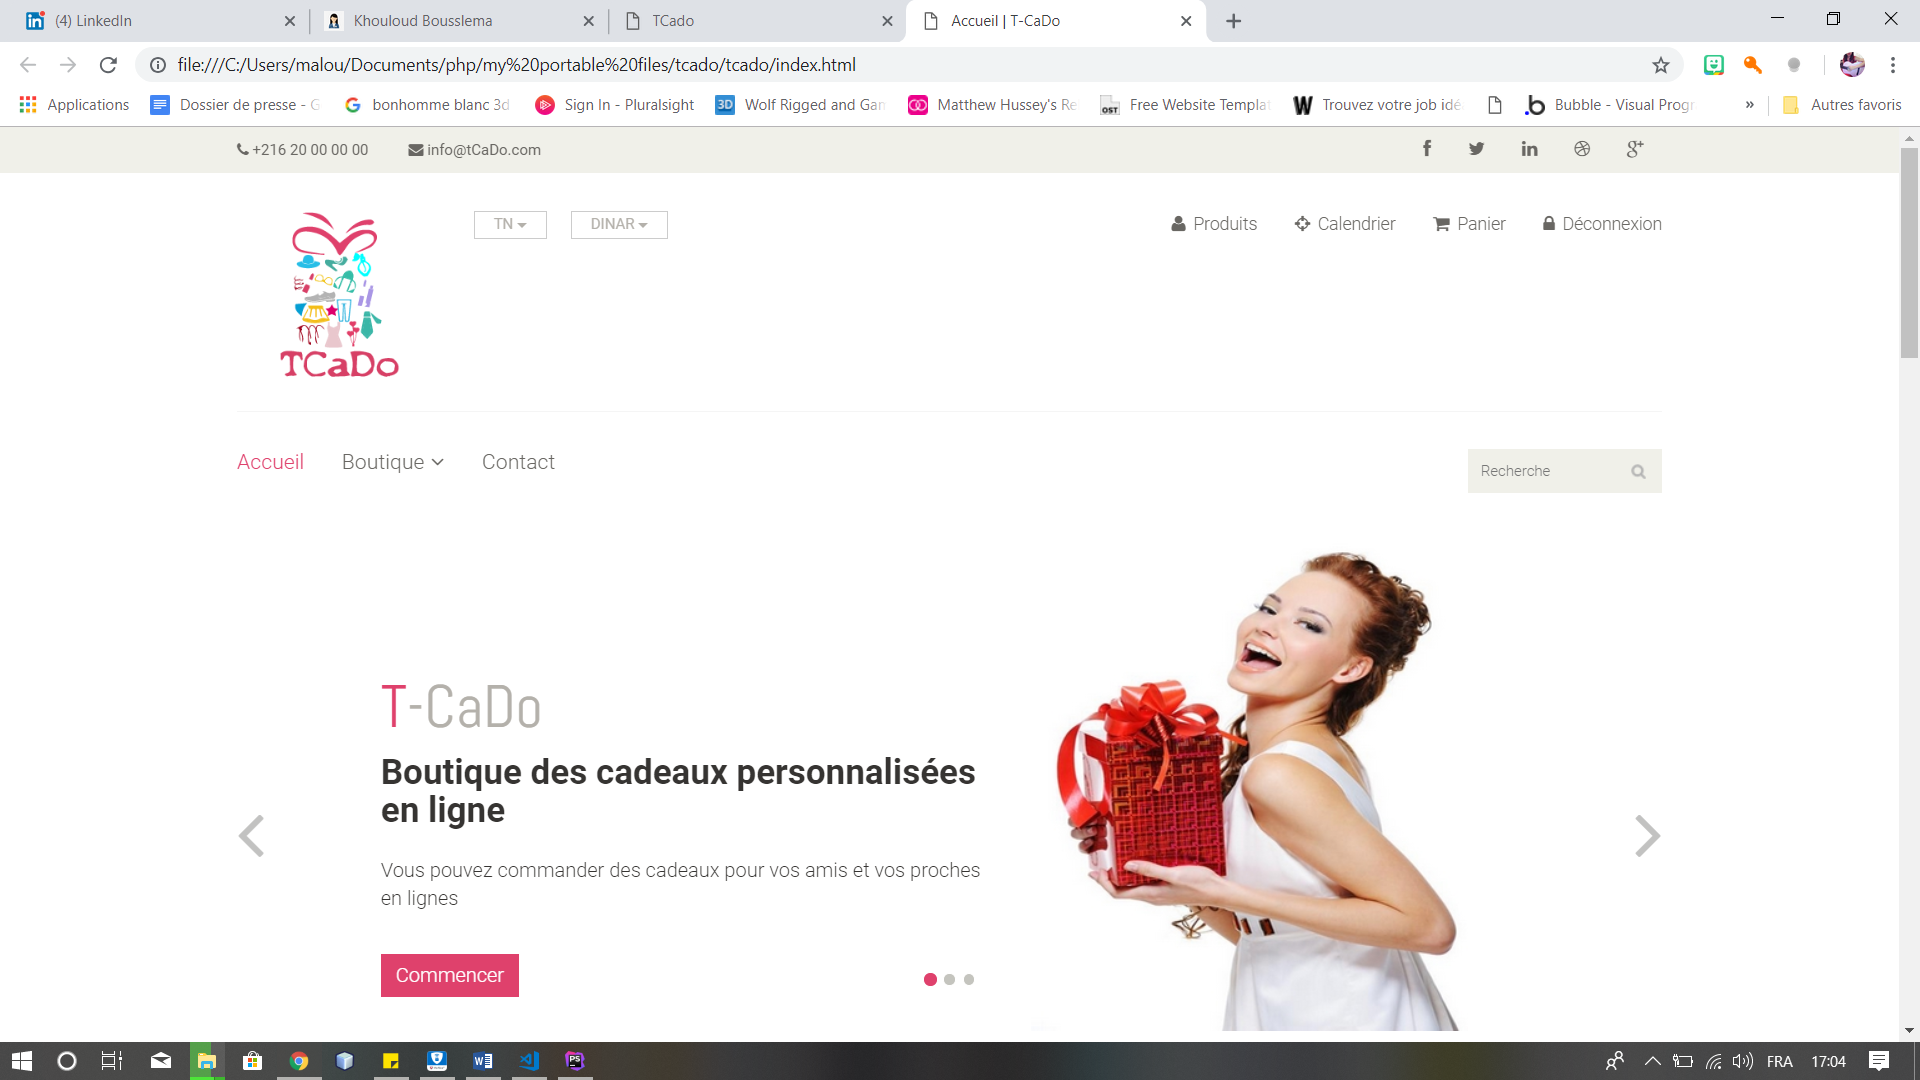 (4) LinkedIn
Khouloud Bousslema
TCado
Accueil | T-CaDo
file:///C:/Users/malou/Documents/php/my%20portable%20files/tcado/tcado/index.html
Applications
Dossier de presse - G
bonhomme blanc 3d
Sign In - Pluralsight
3D
Wolf Rigged and Gam
Matthew Hussey's Re
OST
Free Website Templat
W
Trouvez votre job idé
.b
Bubble - Visual Progr
»
Autres favoris
+216 20 00 00 00
info@tCaDo.com
TCaDo
TN
DINAR
Produits
Calendrier
Panier
Déconnexion
Accueil
Boutique
Contact
Recherche
T-CaDo
Boutique des cadeaux personnalisées
en ligne
Vous pouvez commander des cadeaux pour vos amis et vos proches
en lignes
Commencer
FRA
17:04